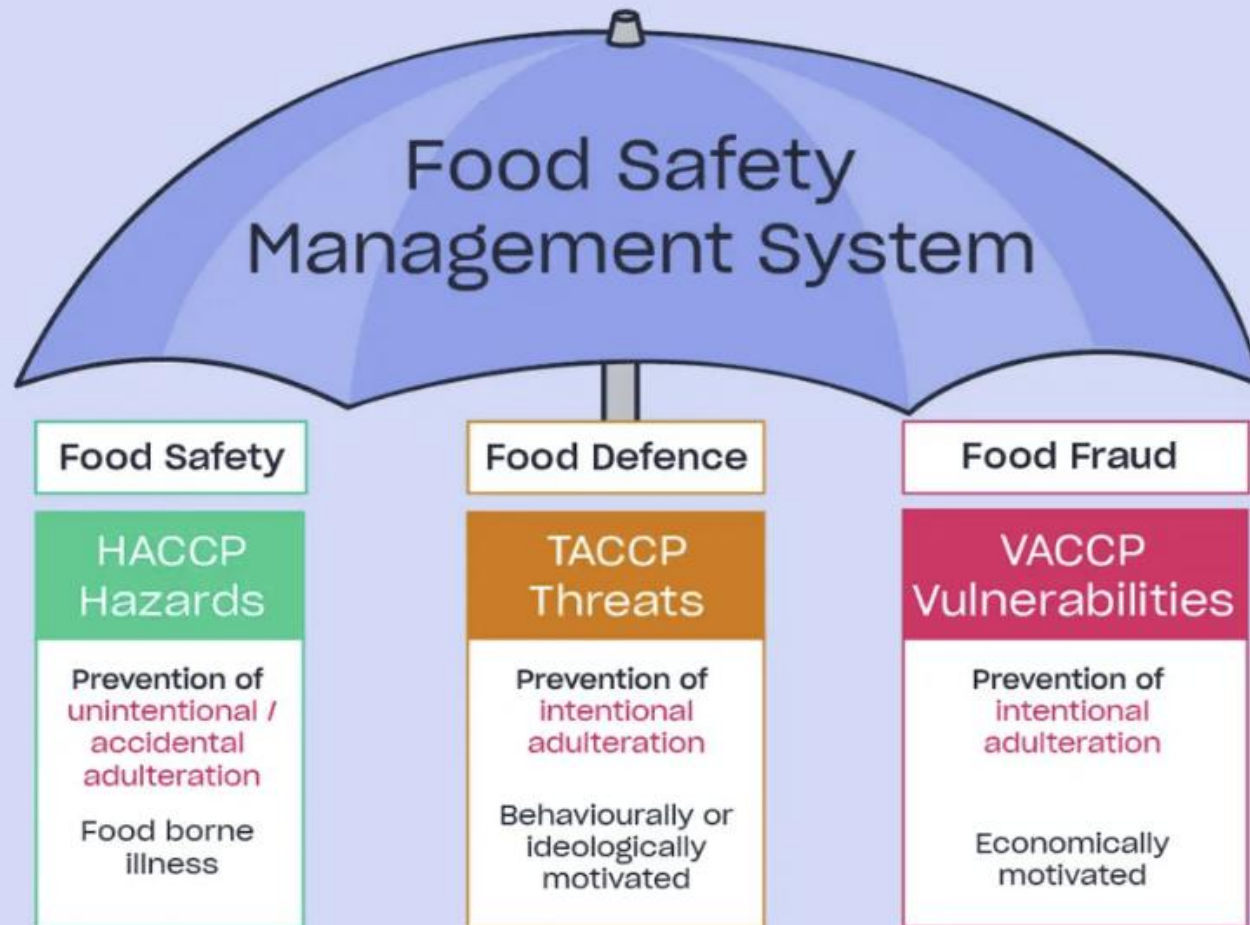 Food Safety
Management System
Food Safety
HACCP
Hazards
Prevention of
unintentional /
accidental
adulteration
Food borne
illness
Food Defence
TACCP
Threats
Prevention of
intentional
adulteration
Behaviourally or
ideologically
motivated
Food Fraud
VACCP
Vulnerabilities
Prevention of
intentional
adulteration
Economically
motivated